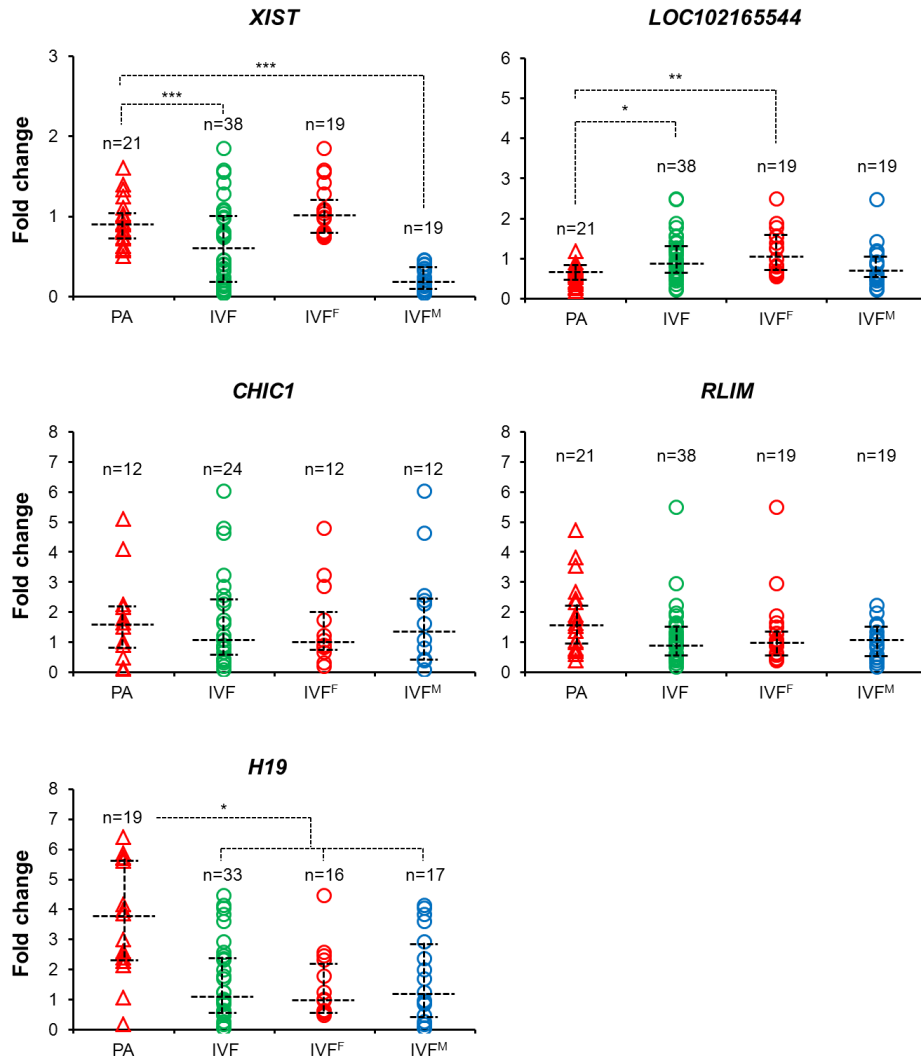 XIST
Fold change
3
2
1
0
***
***
n=21
n=38
n=19
n=19
PA
IVF
IVFF
IVFM
LOC102165544
6
5
4
3
2
1
0
**
*
n=21
n=38
n=19
n=19
PA
IVF
IVFF
IVFM
CHIC1
Fold change
8
7
6
5
4
3
2
1
0
n=12
n=24
n=12
n=12
PA
IVF
IVFF
IVFM
RLIM
8
7
6
5
4
3
2
1
0
n=21
n=38
n=19
n=19
PA
IVF
IVFF
IVFM
H19
Fold change
8
7
6
5
4
3
2
1
0
*
n=19
n=33
n=16
n=17
PA
IVF
IVFF
IVFM